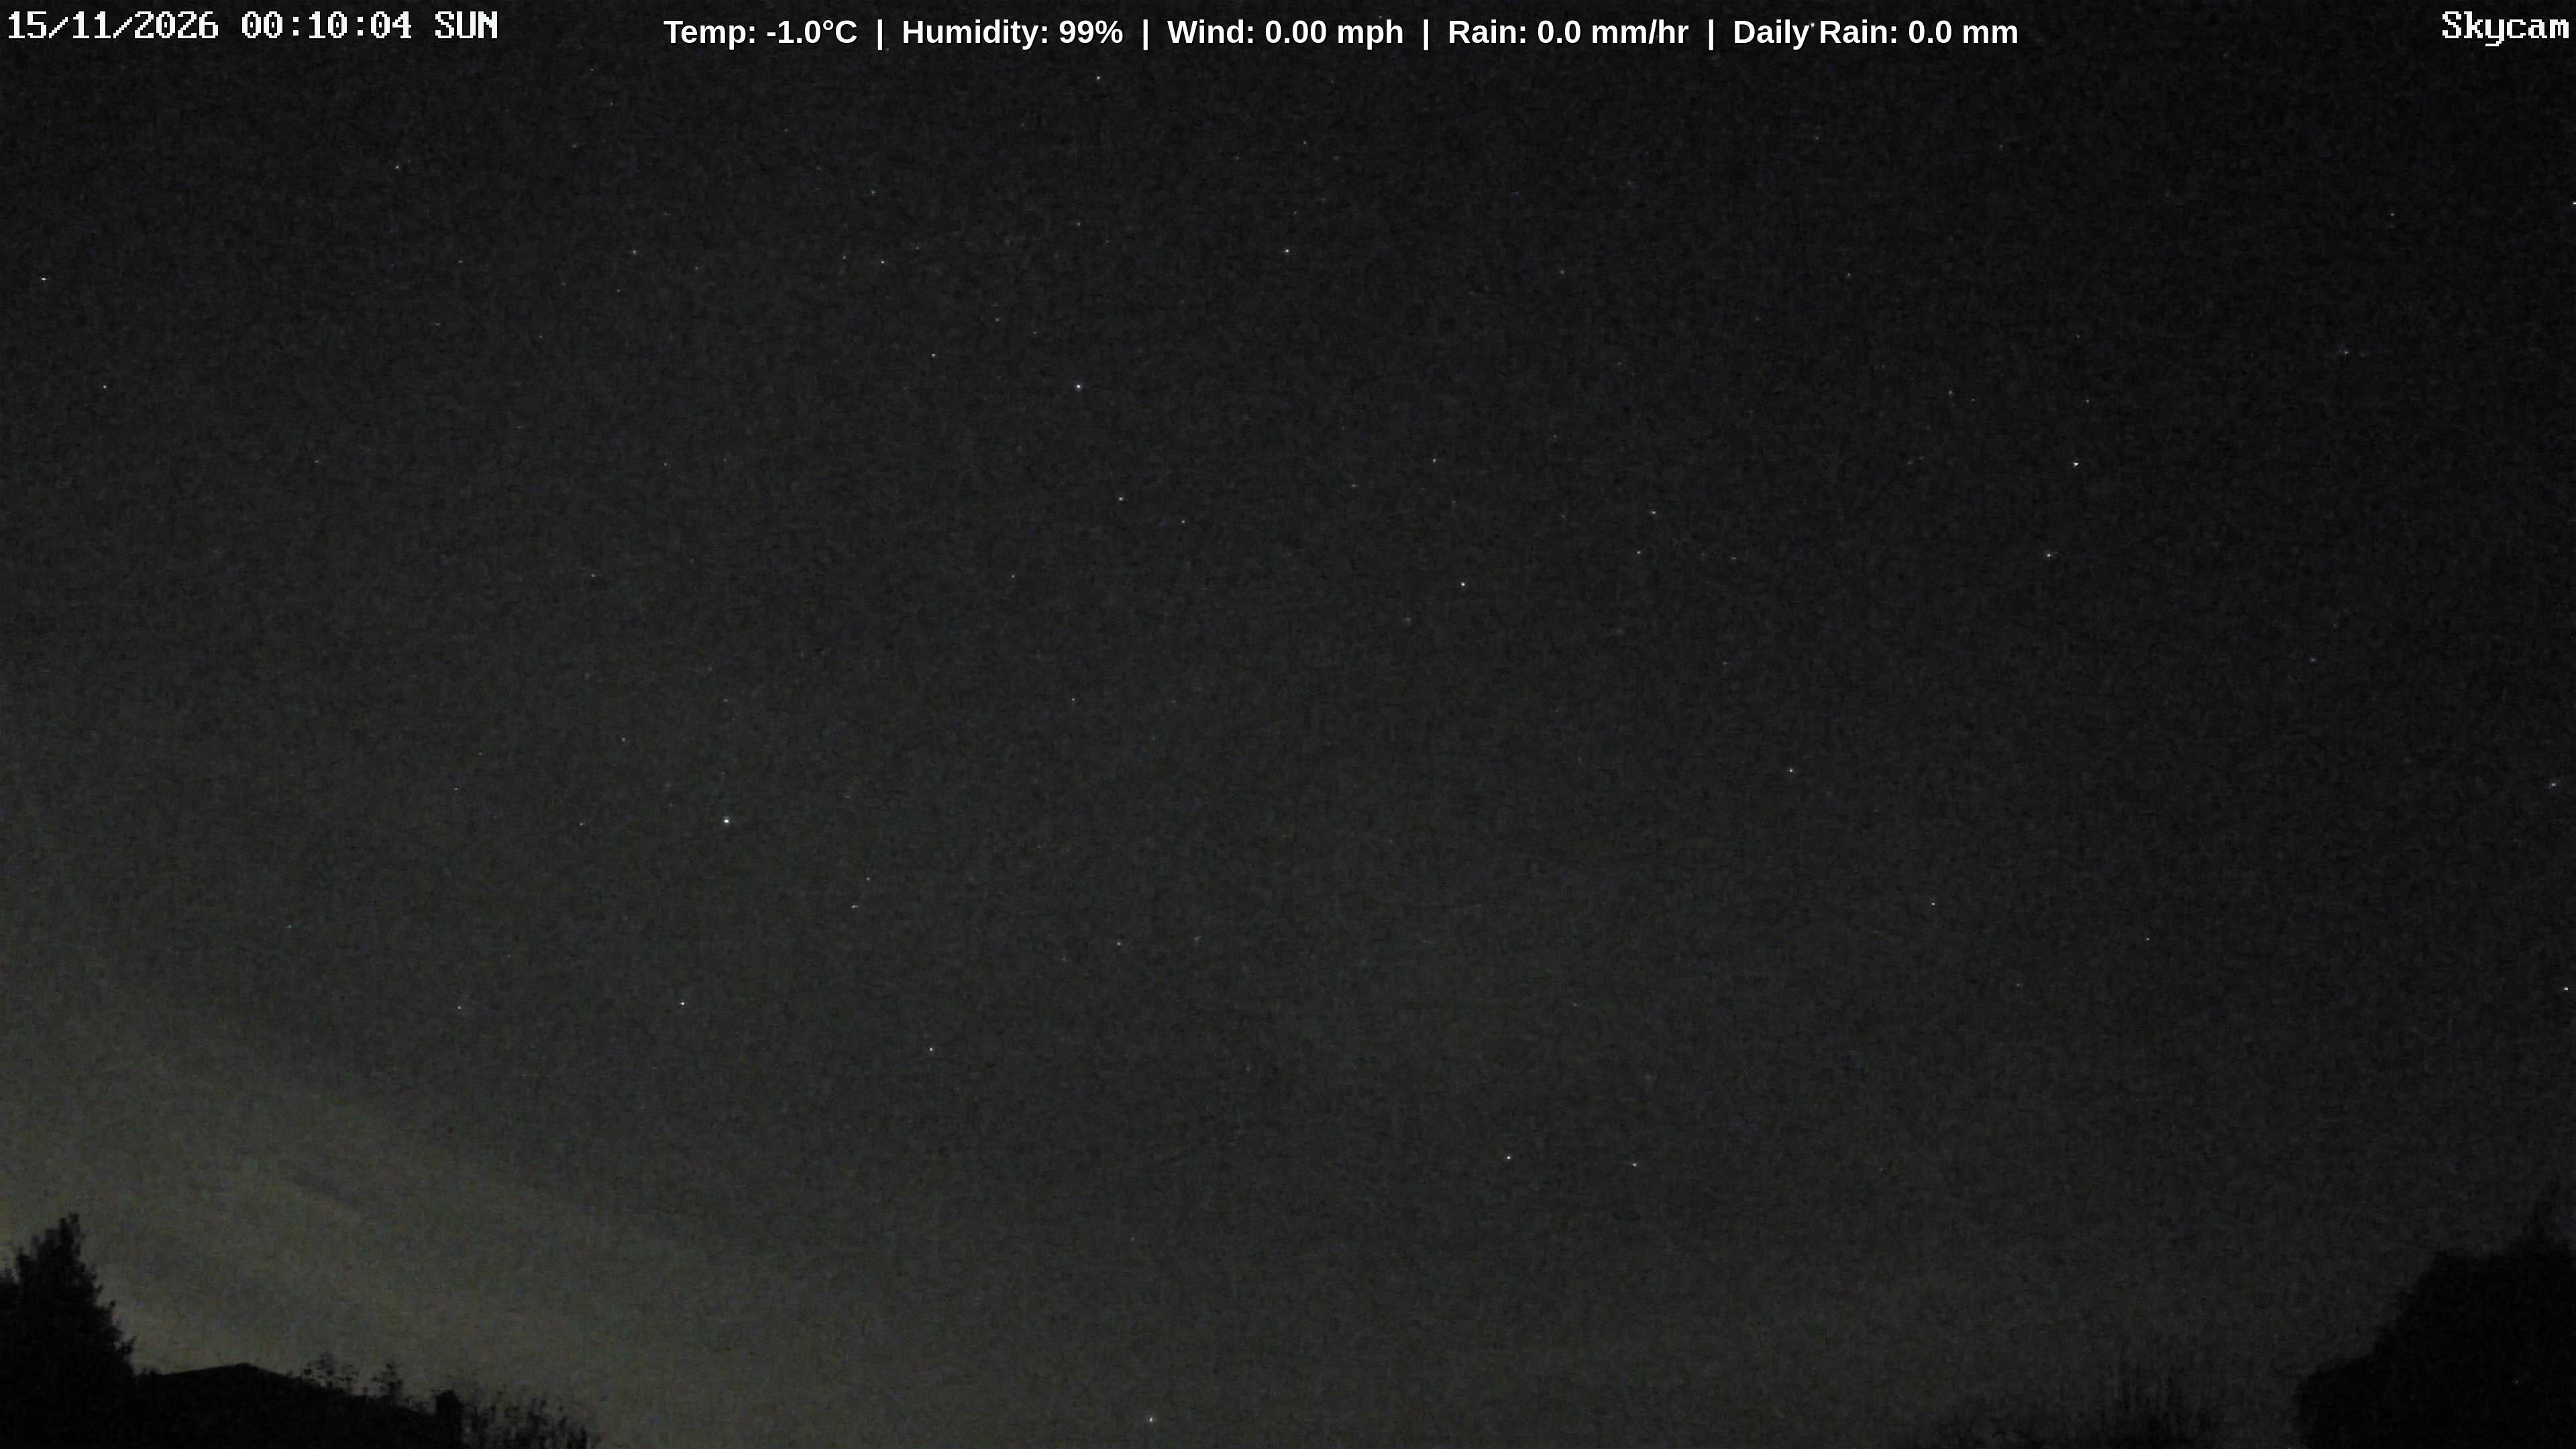 15/11/2026 00:10:04 SUN
Temp: -1.0°C | Humidity: 99% | Wind: 0.00 mph | Rain: 0.0 mm/hr | Daily Rain: 0.0 mm
Skycam